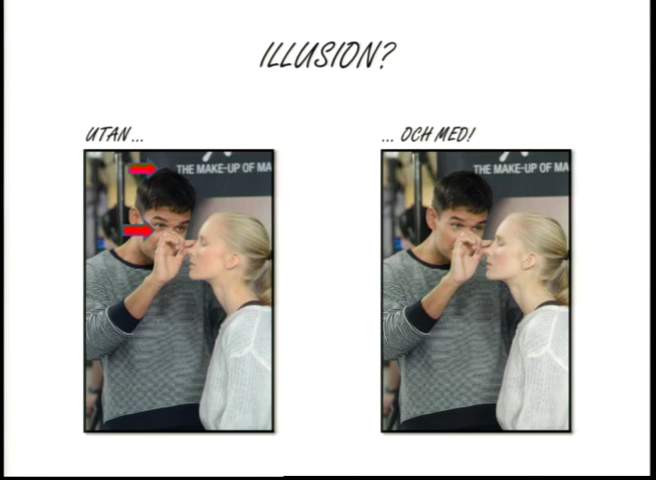 ILLUSION?
UTAN...
... OCH MED!
THE MAKE-UP OF MA
THE MAKE-UP OF MA